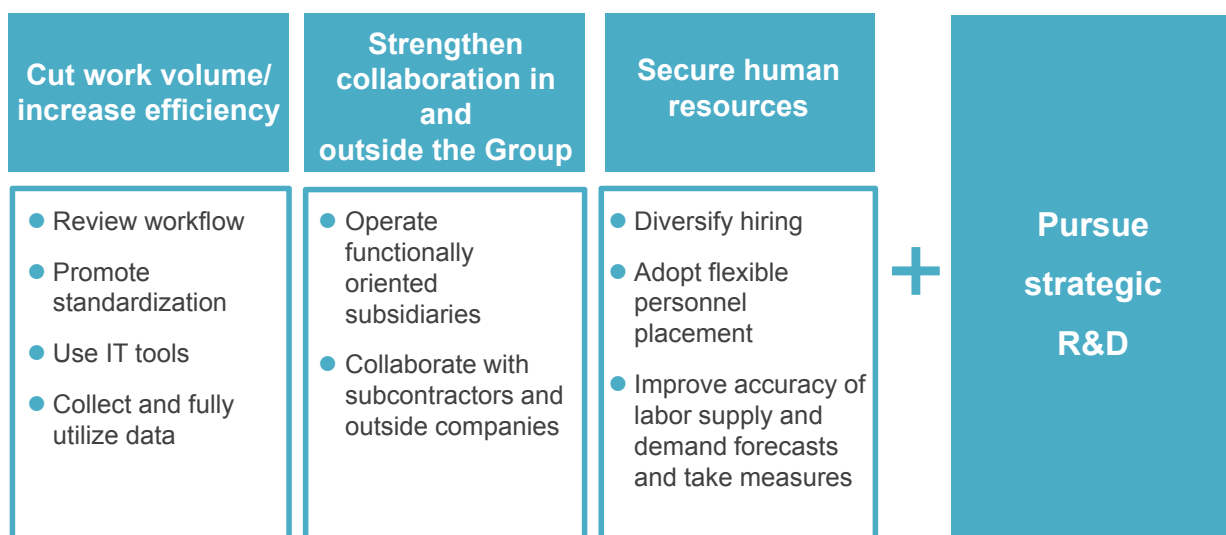 Cut work volume/
increase efficiency
Review workflow
Promote
standardization
Use IT tools
Collect and fully
utilize data
Strengthen
collaboration in
and
outside the Group
Operate
functionally
oriented
subsidiaries
Collaborate with
subcontractors and
outside companies
Secure human
resources
Diversify hiring
Adopt flexible
personnel
placement
Improve accuracy of
labor supply and
demand forecasts
and take measures
+
Pursue
strategic
R&D